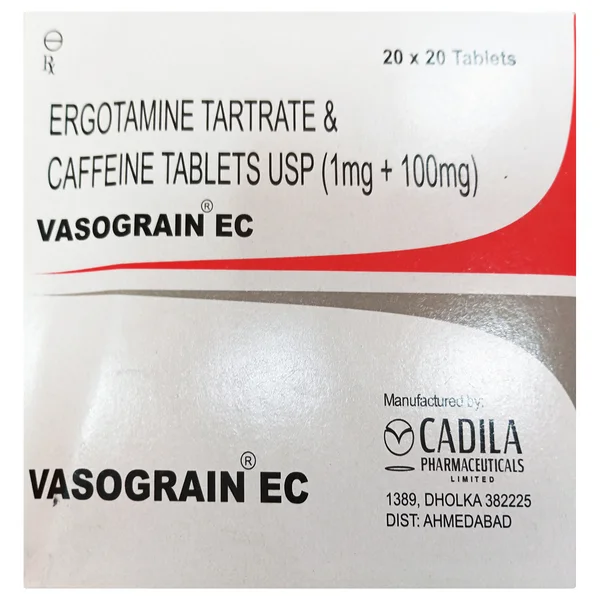 Rx
20 x 20 Tablets
ERGOTAMINE TARTRATE &
CAFFEINE TABLETS USP (1mg + 100mg)
VASOGRAIN® EC
VASOGRAIN® EC
Manufactured by:
CADILA
PHARMACEUTICALS
LIMITED
1389, DHOLKA 382225
DIST: AHMEDABAD